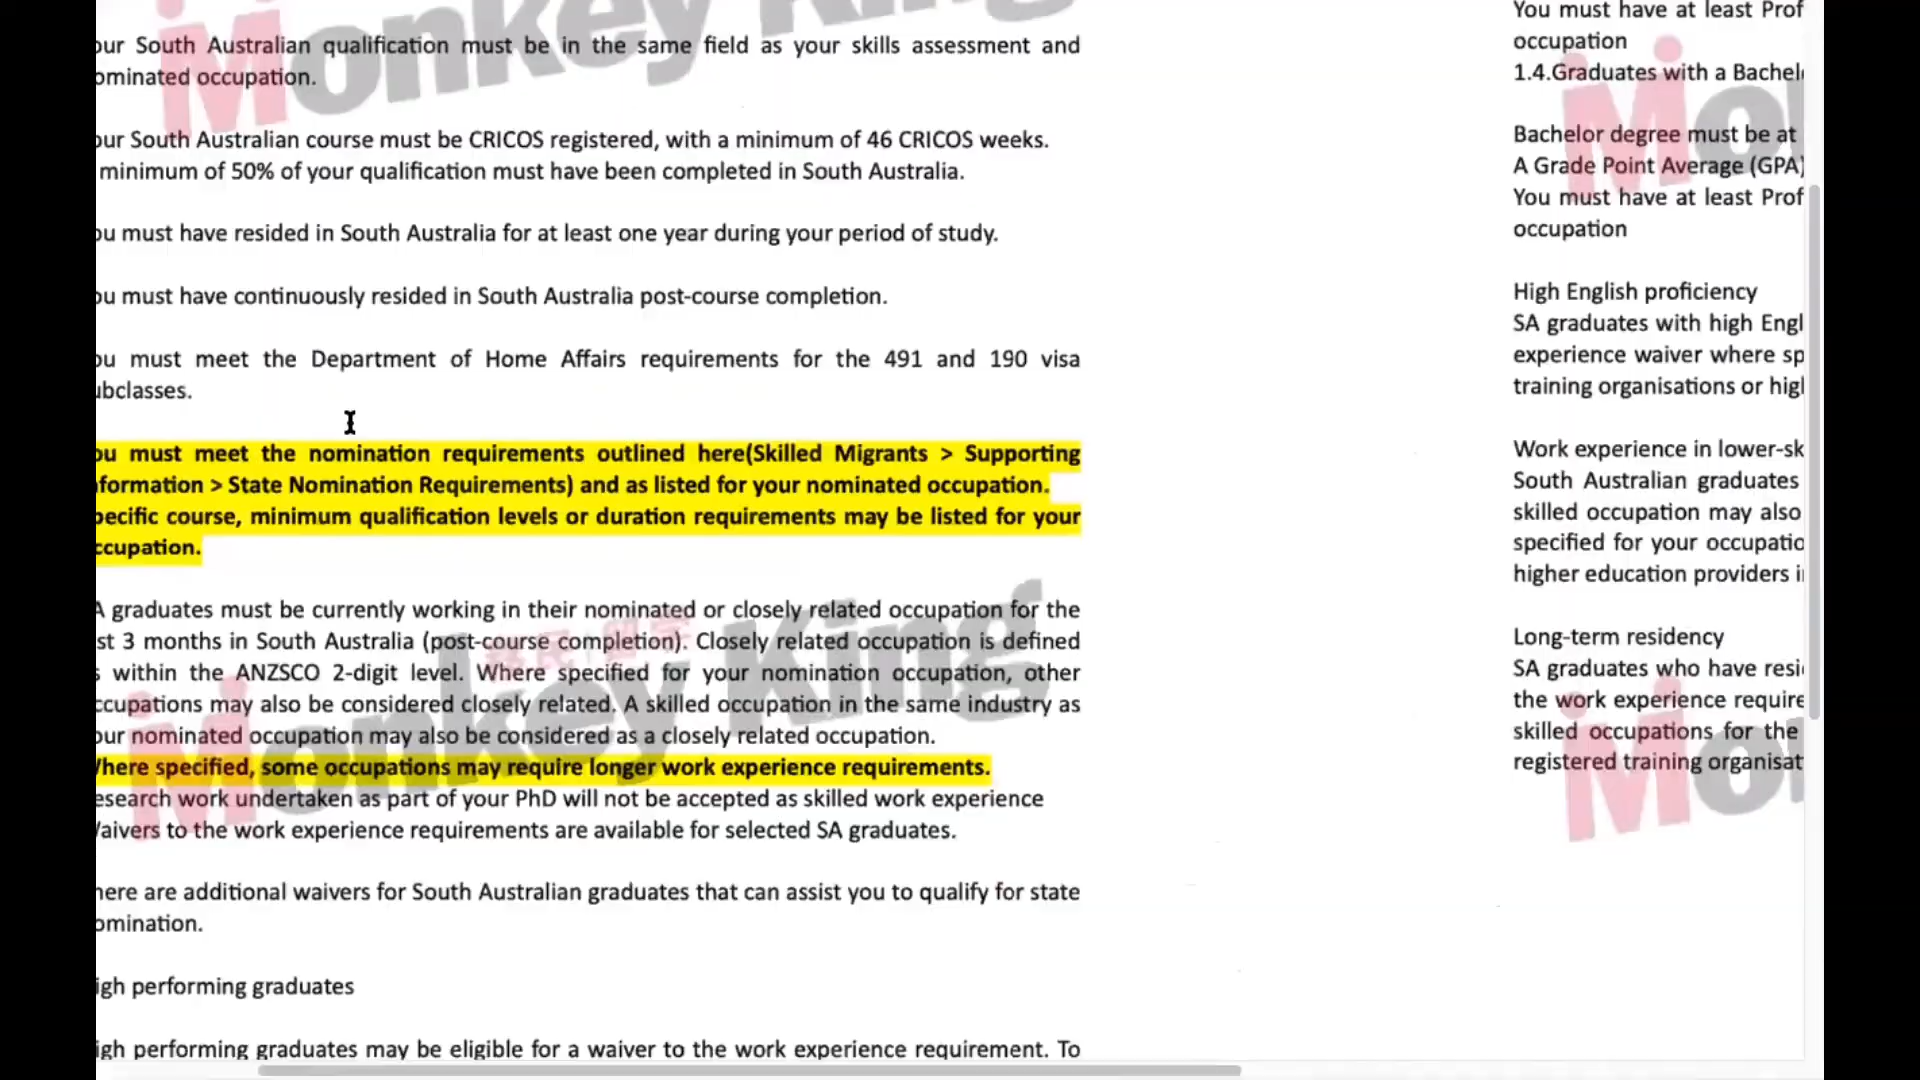 our South Australian qualification must be in the same field as your skills assessment and
ominated occupation.
our South Australian course must be CRICOS registered, with a minimum of 46 CRICOS weeks.
minimum of 50% of your qualification must have been completed in South Australia.
ou must have resided in South Australia for at least one year during your period of study.
ou must have continuously resided in South Australia post-course completion.
ou must meet the Department of Home Affairs requirements for the 491 and 190 visa
ubclasses.
ou must meet the nomination requirements outlined here(Skilled Migrants > Supporting
nformation > State Nomination Requirements) and as listed for your nominated occupation.
pecific course, minimum qualification levels or duration requirements may be listed for your
ccupation.
A graduates must be currently working in their nominated or closely related occupation for the
st 3 months in South Australia (post-course completion). Closely related occupation is defined
s within the ANZSCO 2-digit level. Where specified for your nomination occupation, other
ccupations may also be considered closely related. A skilled occupation in the same industry as
our nominated occupation may also be considered as a closely related occupation.
Where specified, some occupations may require longer work experience requirements.
esearch work undertaken as part of your PhD will not be accepted as skilled work experience
Waivers to the work experience requirements are available for selected SA graduates.
here are additional waivers for South Australian graduates that can assist you to qualify for state
omination.
igh performing graduates
igh performing graduates may be eligible for a waiver to the work experience requirement. To
You must have at least Prof
occupation
1.4.Graduates with a Bachel
Bachelor degree must be at
A Grade Point Average (GPA)
You must have at least Prof
occupation
High English proficiency
SA graduates with high Engl
experience waiver where sp
training organisations or high
Work experience in lower-sk
South Australian graduates
skilled occupation may also
specified for your occupatio
higher education providers i
Long-term residency
SA graduates who have resi
the work experience require
skilled occupations for the
registered training organisat
Monkey King
移民 留学
Monkey King
Mo
Mo